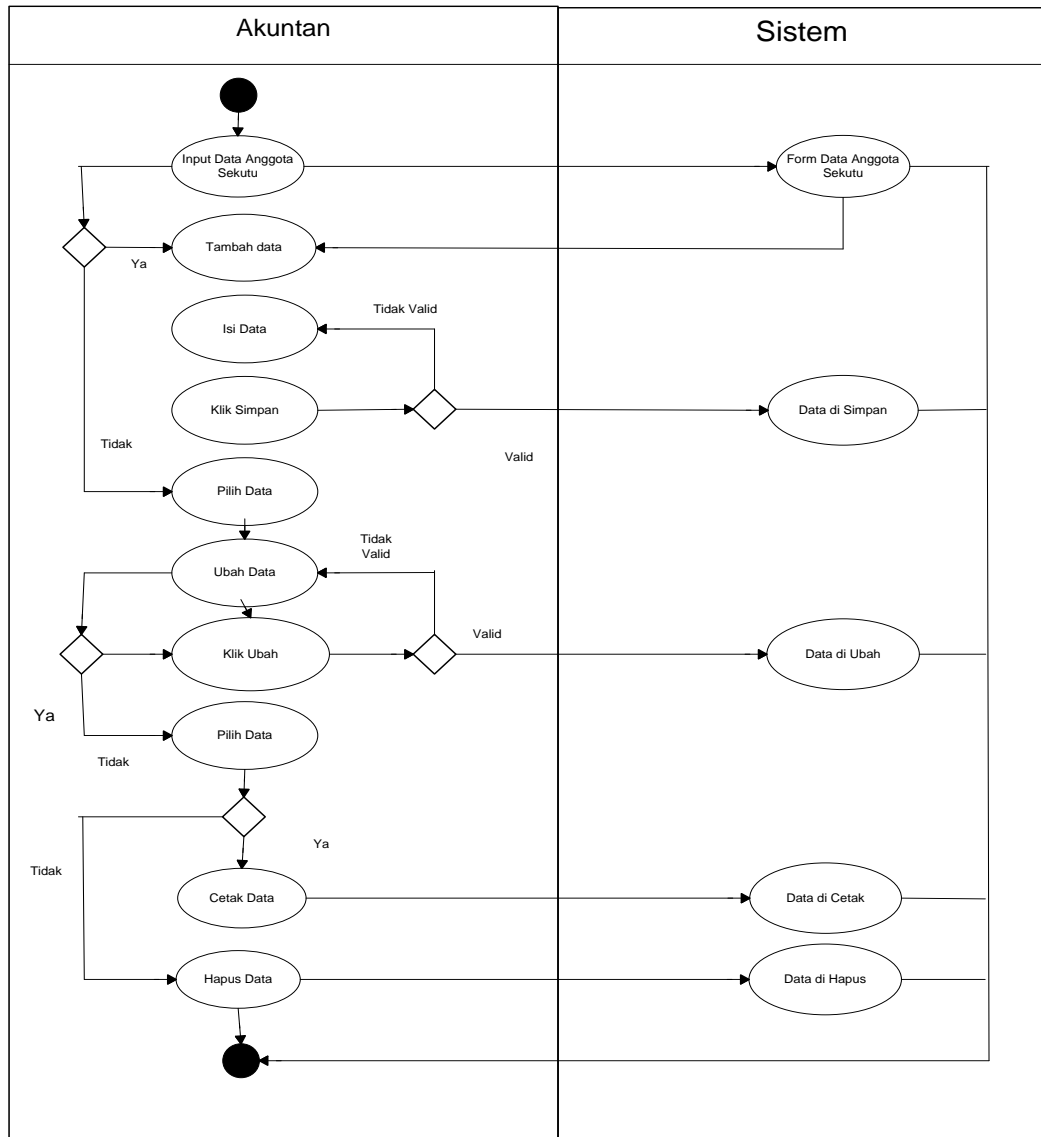 Akuntan
Sistem
Input Data Anggota
Sekutu
Form Data Anggota
Sekutu
Tambah data
Ya
Tidak Valid
Isi Data
Klik Simpan
Data di Simpan
Tidak
Valid
Pilih Data
Tidak
Valid
Ubah Data
Valid
Klik Ubah
Data di Ubah
Ya
Pilih Data
Tidak
Ya
Tidak
Cetak Data
Data di Cetak
Hapus Data
Data di Hapus